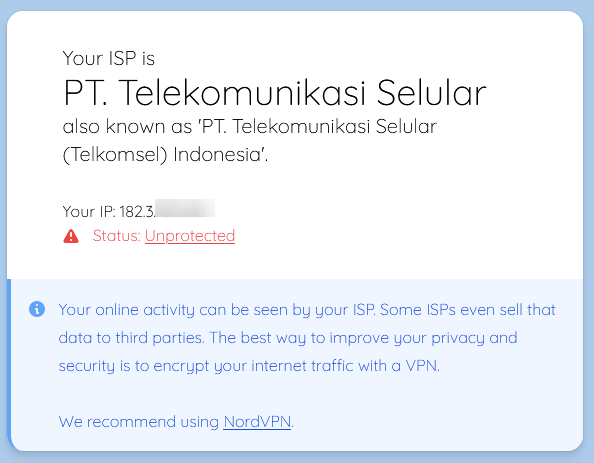 Your ISP is
PT. Telekomunikasi Selular
also known as 'PT. Telekomunikasi Selular
(Telkomsel) Indonesia'.
Your IP: 182.3.
Status: Unprotected
Your online activity can be seen by your ISP. Some ISPs even sell that
data to third parties. The best way to improve your privacy and
security is to encrypt your internet traffic with a VPN.
We recommend using NordVPN.